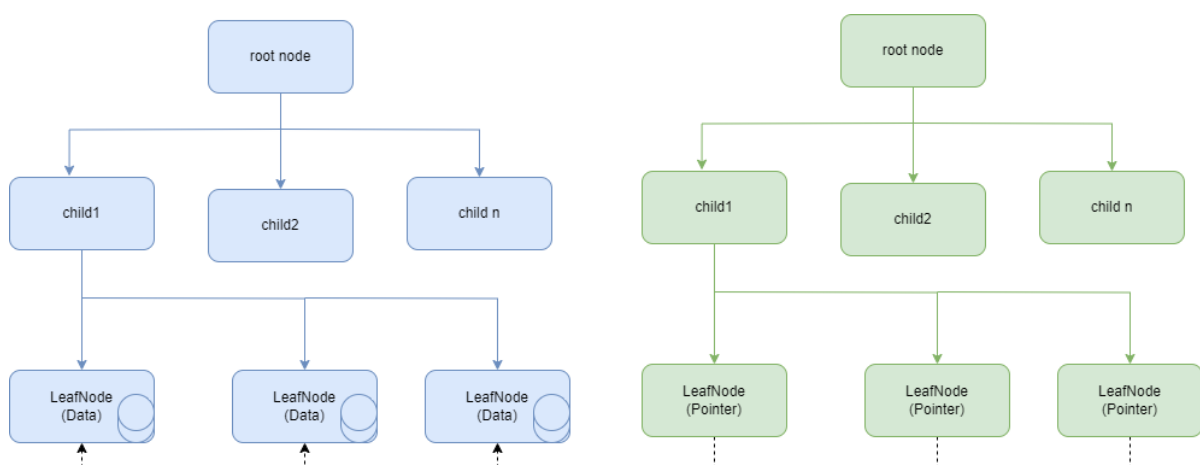 root node
child1
child2
child n
LeafNode
(Data)
LeafNode
(Data)
LeafNode
(Data)
root node
child1
child2
child n
LeafNode
(Pointer)
LeafNode
(Pointer)
LeafNode
(Pointer)